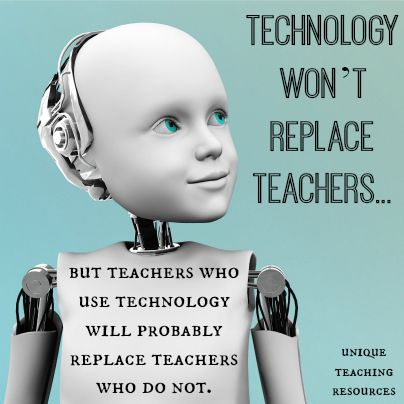 TECHNOLOGY
WON'T
REPLACE
TEACHERS...
BUT TEACHERS WHO
USE TECHNOLOGY
WILL PROBABLY
REPLACE TEACHERS
WHO DO NOT.
UNIQUE
TEACHING
RESOURCES